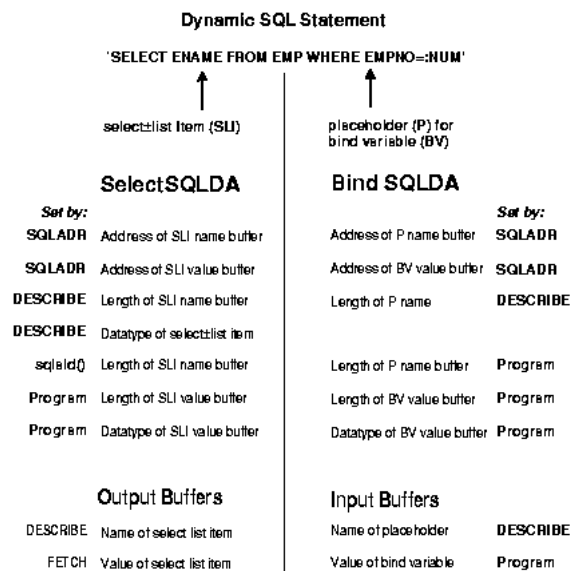 Dynamic SQL Statement
'SELECT ENAME FROM EMP WHERE EMPNO=:NUM'
select±list Item (SLI)
placeholder (P) for
bind variable (BV)
Select SQLDA
Bind SQLDA
Set by:
Set by:
SQLADR Address of SLI name buffer
Address of P name buffer SQLADR
SQLADR Address of SLI value buffer
Address of BV value buffer SQLADR
DESCRIBE Length of SLI name buffer
Length of P name DESCRIBE
DESCRIBE Datatype of select±list item
sqlald() Length of SLI name buffer
Length of P name buffer Program
Program Length of SLI value buffer
Length of BV value buffer Program
Program Datatype of SLI value buffer
Datatype of BV value buffer Program
Output Buffers
Input Buffers
DESCRIBE Name of select list item
Name of placeholder DESCRIBE
FETCH Value of select list item
Value of bind variable Program